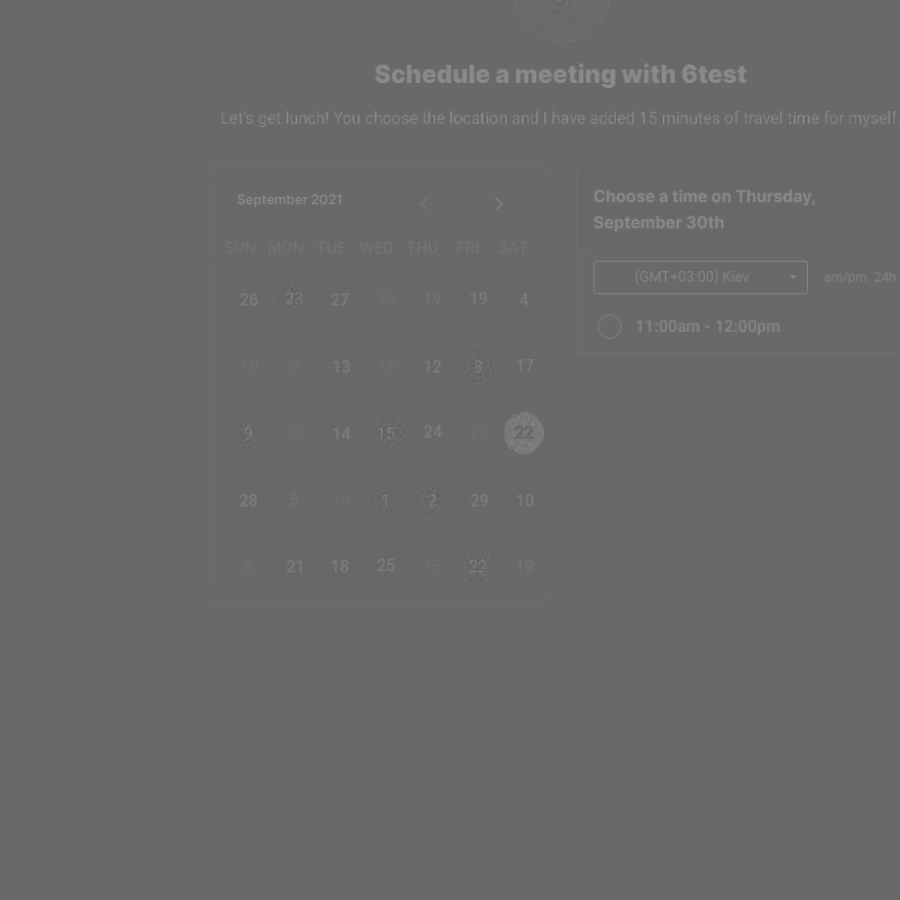 Schedule a meeting with 6test
Let's get lunch! You choose the location and I have added 15 minutes of travel time for myself.
September 2021
SUN MON TUE WED THU FRI SAT
26 23 27 15 19 19 4
10 13 16 12 8 17
9 31 14 15 24 29 22
28 5 16 1 2 29 10
8 21 18 25 15 22 19
Choose a time on Thursday,
September 30th
(GMT+03:00) Kiev
am/pm 24h
11:00am - 12:00pm